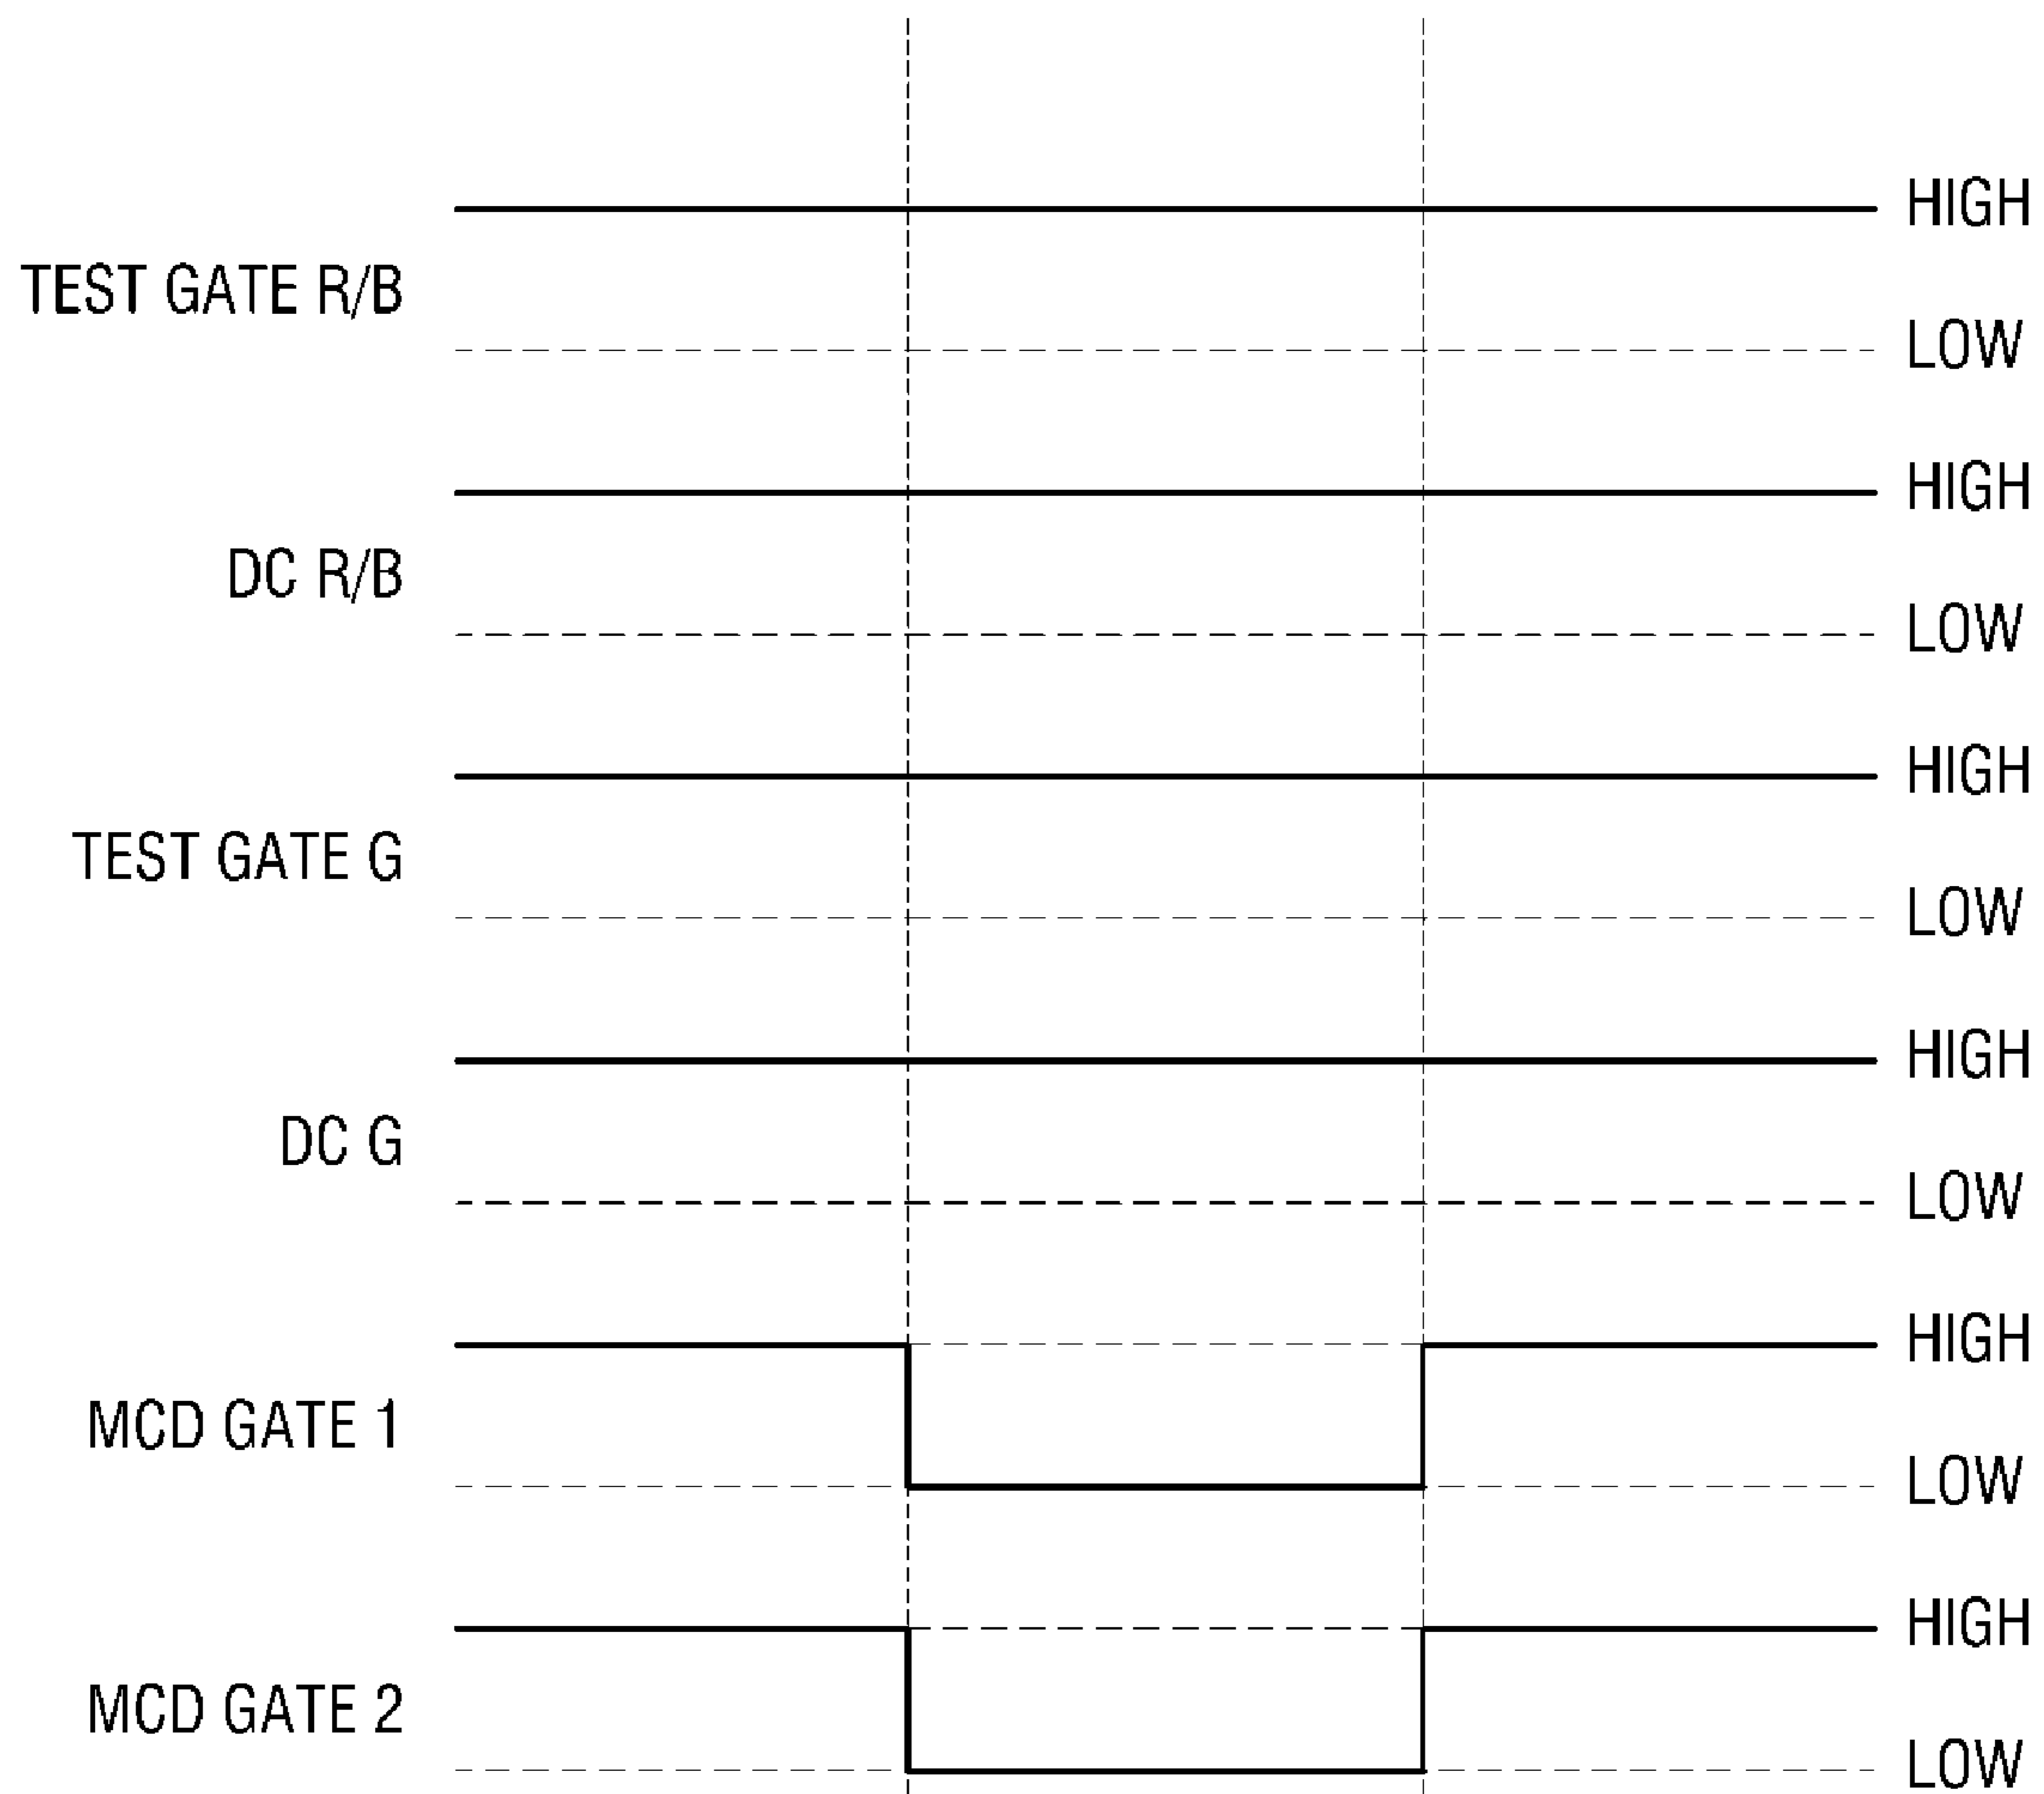 HIGH
TEST GATE R/B
LOW
HIGH
DC R/B
LOW
HIGH
TEST GATE G
LOW
HIGH
DC G
LOW
HIGH
MCD GATE 1
LOW
HIGH
MCD GATE 2
LOW